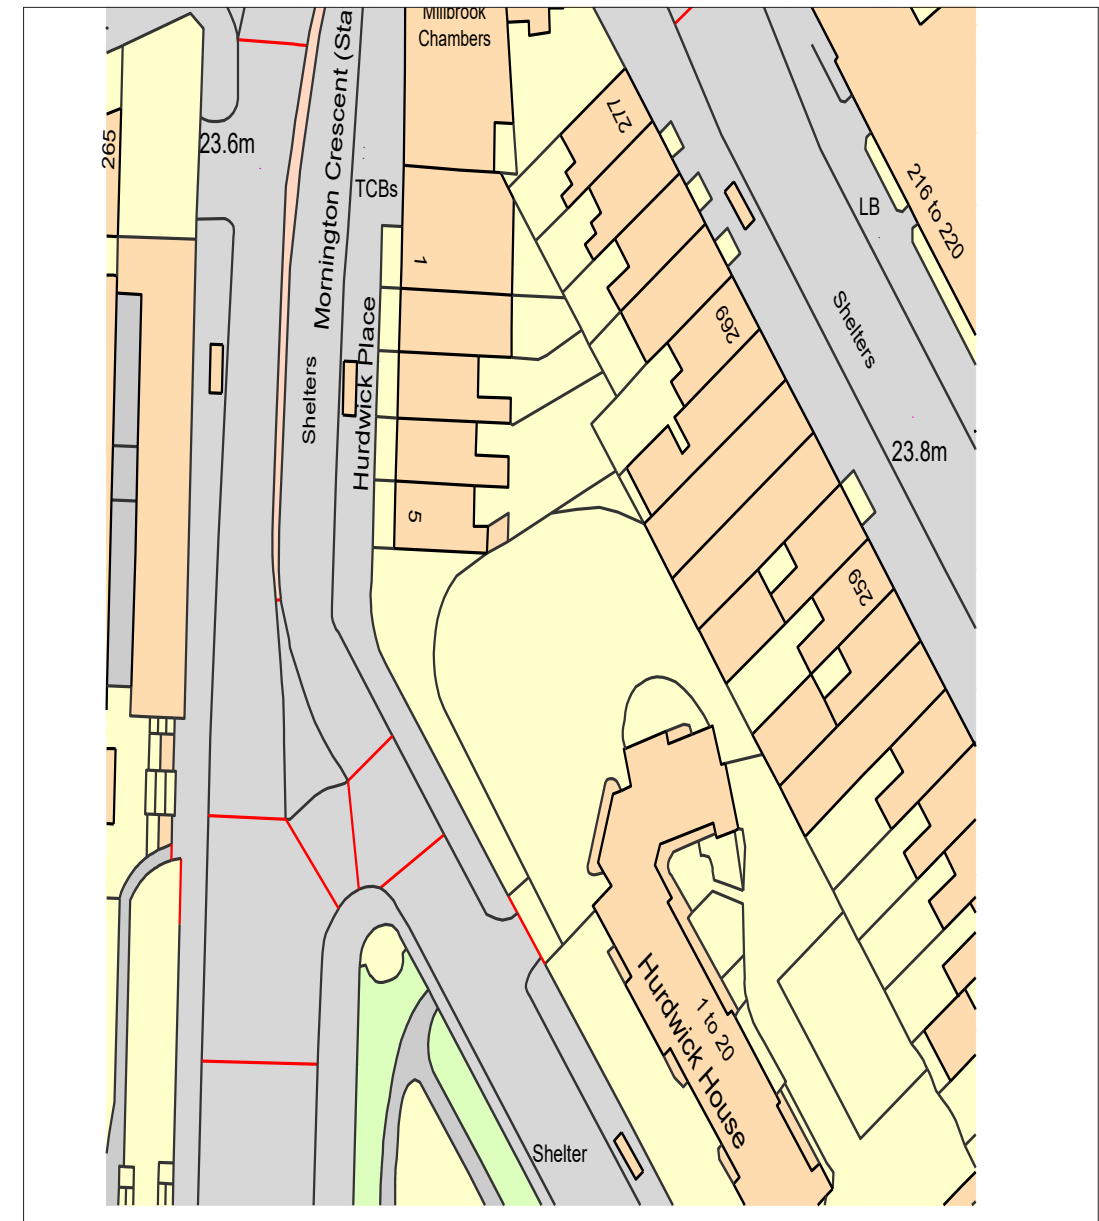 Millbrook
Chambers
277
265
23.6m
Mornington Crescent (Sta
TCBs
216 to 220
LB
1
Hurdwick Place
Shelters
269
Shelters
23.8m
5
259
1 to 20
Hurdwick House
Shelter